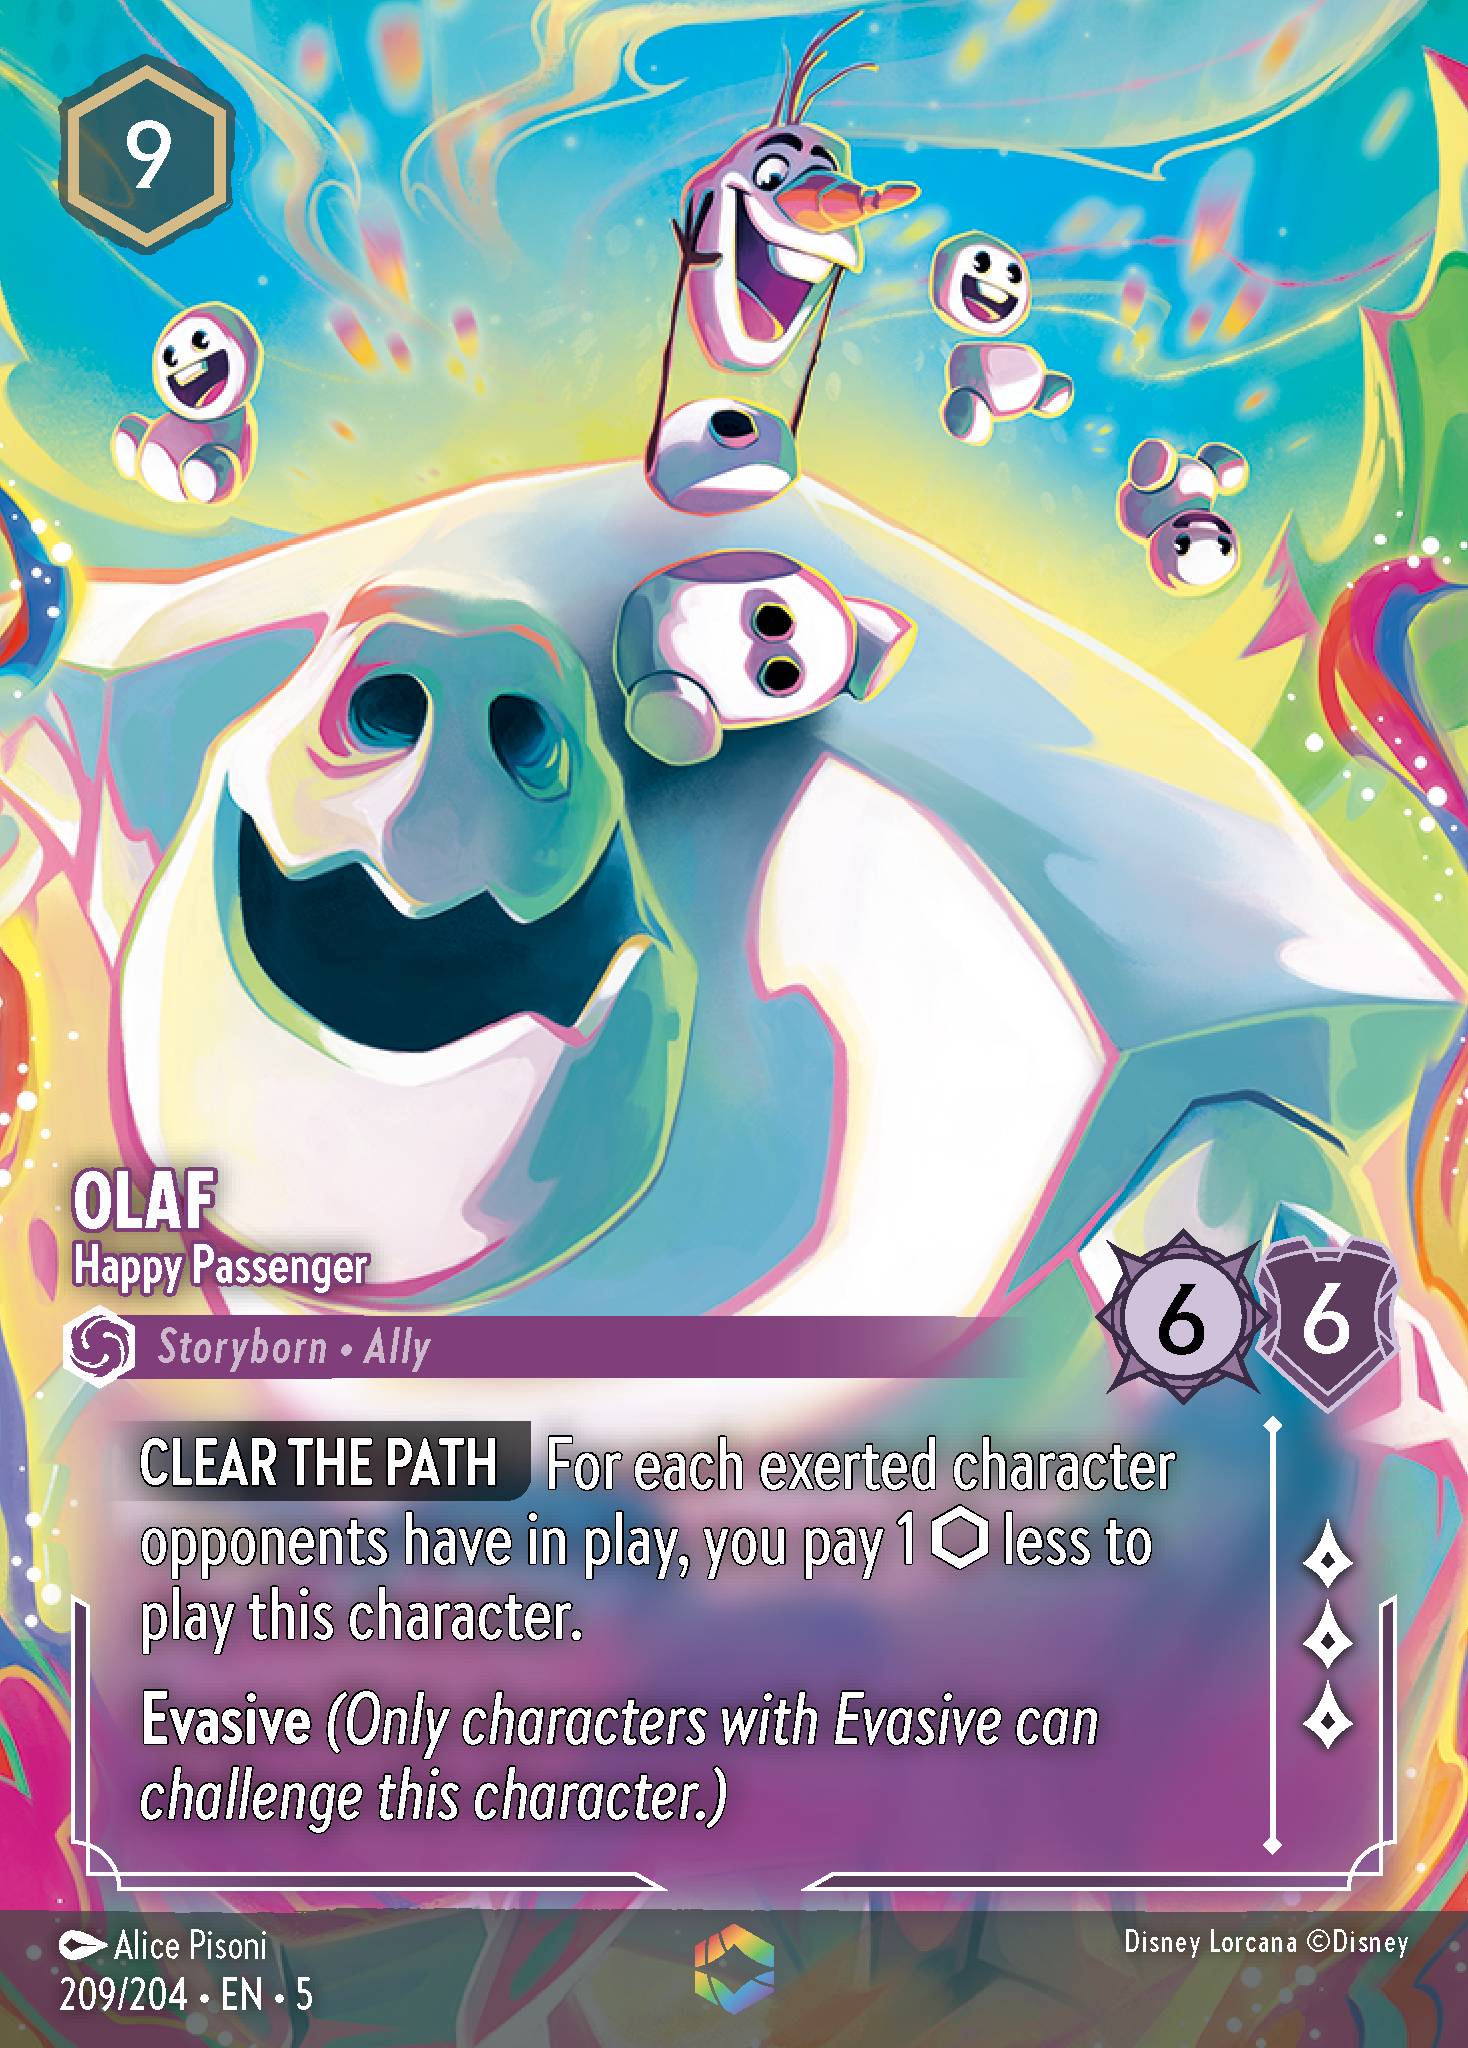 9
OLAF
Happy Passenger
Storyborn • Ally
6 6
CLEAR THE PATH For each exerted character
opponents have in play, you pay 1 ⬡ less to
play this character.
Evasive (Only characters with Evasive can
challenge this character.)
Alice Pisoni
Disney Lorcana ©Disney
209/204 • EN • 5